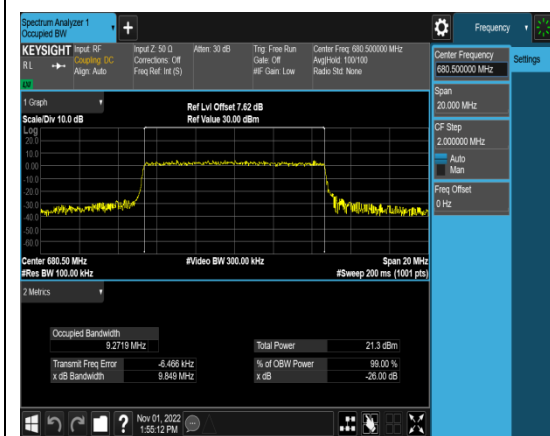 Spectrum Analyzer 1
Occupied BW
Frequency
KEYSIGHT
R L
LV
Input: RF
Coupling: DC
Align: Auto
Input Z: 50 Ω
Corrections: Off
Freq Ref: Int (S)
Atten: 30 dB
Trig: Free Run
Gate: Off
#IF Gain: Low
Center Freq: 680.500000 MHz
Avg|Hold: 100/100
Radio Std: None
Center Frequency
680.500000 MHz
Settings
Span
20.000 MHz
CF Step
2.000000 MHz
Auto
Man
Freq Offset
0 Hz
1 Graph
Scale/Div 10.0 dB
Ref Lvl Offset 7.62 dB
Ref Value 30.00 dBm
Log
20.0
10.0
0.00
-10.0
-20.0
-30.0
-40.0
-50.0
-60.0
Center 680.50 MHz
#Video BW 300.00 kHz
Span 20 MHz
#Res BW 100.00 kHz
#Sweep 200 ms (1001 pts)
2 Metrics
Occupied Bandwidth
9.2719 MHz
Total Power 21.3 dBm
Transmit Freq Error -6.466 kHz
% of OBW Power 99.00 %
x dB Bandwidth 9.849 MHz
x dB -26.00 dB
?
Nov 01, 2022
1:55:12 PM